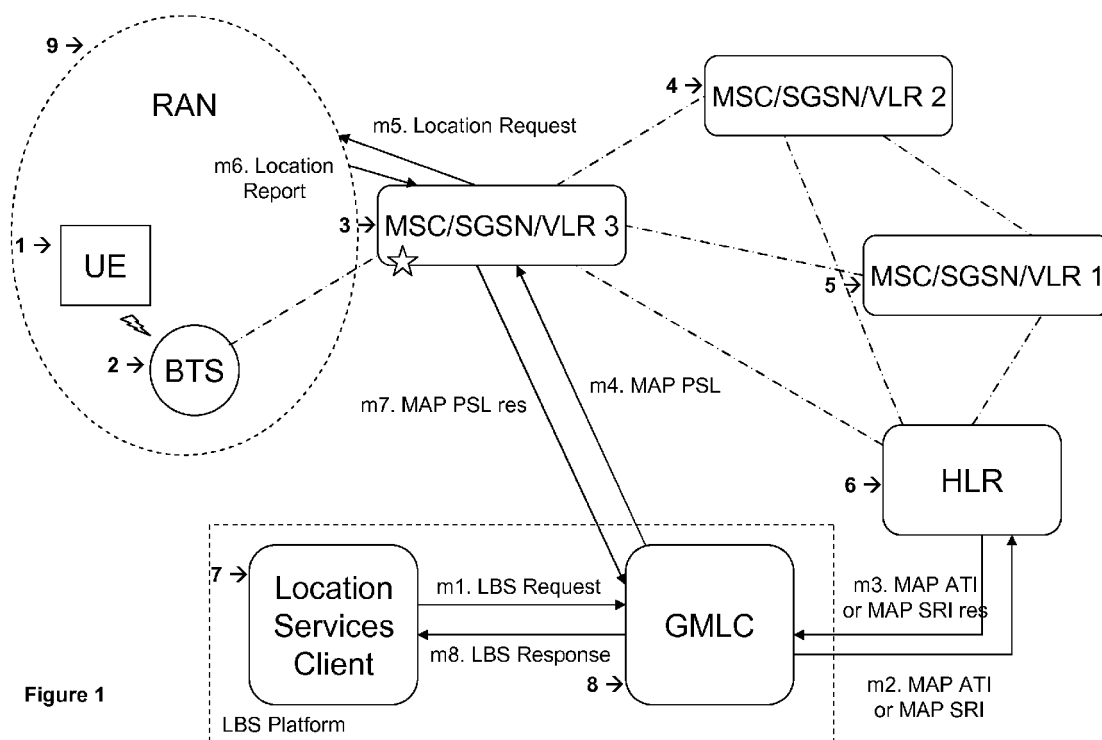 9 →
RAN
4 →
MSC/SGSN/VLR 2
m5. Location Request
m6. Location
Report
3 →
MSC/SGSN/VLR 3
1 →
UE
5 →
MSC/SGSN/VLR 1
2 →
BTS
m7. MAP PSL res
m4. MAP PSL
6 →
HLR
7 →
Location
Services
Client
m1. LBS Request
m8. LBS Response
GMLC
8 →
m3. MAP ATI
or MAP SRI res
m2. MAP ATI
or MAP SRI
Figure 1
LBS Platform